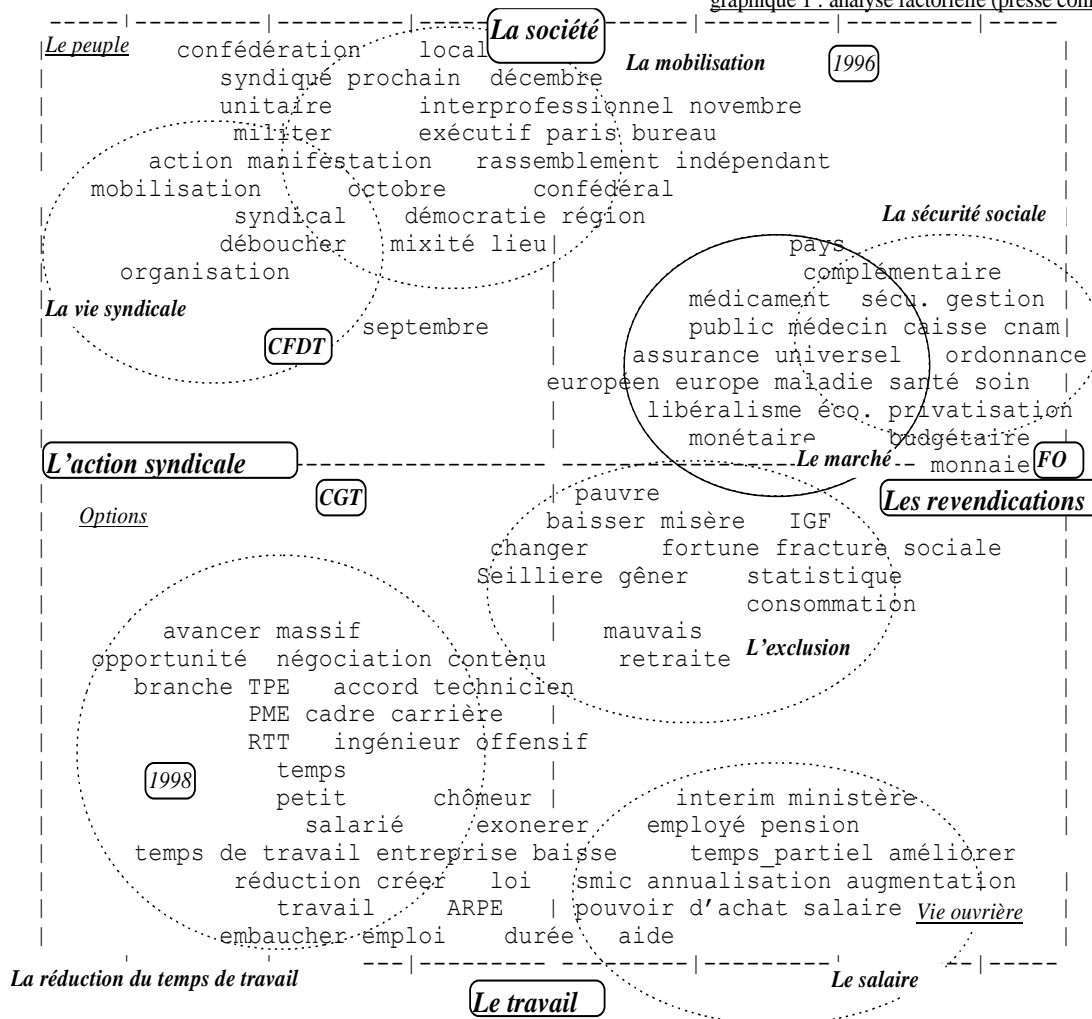 graphique 1 : analyse factorielle (presse con
La société
Le peuple confédération local
La mobilisation 1996
syndiqué prochain décembre
unitaire interprofessionnel novembre
militer exécutif paris bureau
action manifestation rassemblement indépendant
mobilisation octobre confédéral
syndical démocratie région La sécurité sociale
déboucher mixité lieu pays
organisation complémentaire
La vie syndicale médicament sécu. gestion
septembre public médecin caisse cnam
CFDT assurance universel ordonnance
européen europe maladie santé soin
libéralisme éco. privatisation
monétaire budgétaire
L'action syndicale Le marché monnaie FO
CGT pauvre Les revendications
Options baisser misère IGF
changer fortune fracture sociale
Seilliere gêner statistique
consommation
avancer massif mauvais
opportunité négociation contenu retraite L'exclusion
branche TPE accord technicien
PME cadre carrière
RTT ingénieur offensif
1998 temps
petit chômeur interim ministère
salarié exonerer employé pension
temps de travail entreprise baisse temps_partiel améliorer
réduction créer loi smic annualisation augmentation
travail ARPE pouvoir d'achat salaire Vie ouvrière
embaucher emploi durée aide
La réduction du temps de travail Le salaire
Le travail